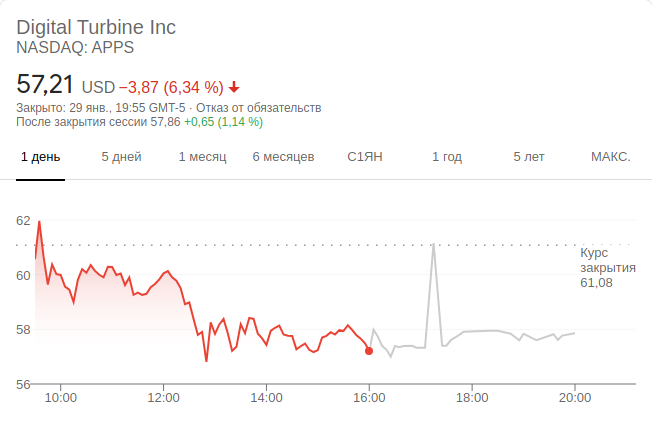 Digital Turbine Inc
NASDAQ: APPS
57,21 USD −3,87 (6,34 %)
Закрыто: 29 янв., 19:55 GMT-5 · Отказ от обязательств
После закрытия сессии 57,86 +0,65 (1,14 %)
1 день 5 дней 1 месяц 6 месяцев С1ЯН 1 год 5 лет МАКС.
62
Курс
закрытия
61,08
60
58
56
10:00 12:00 14:00 16:00 18:00 20:00